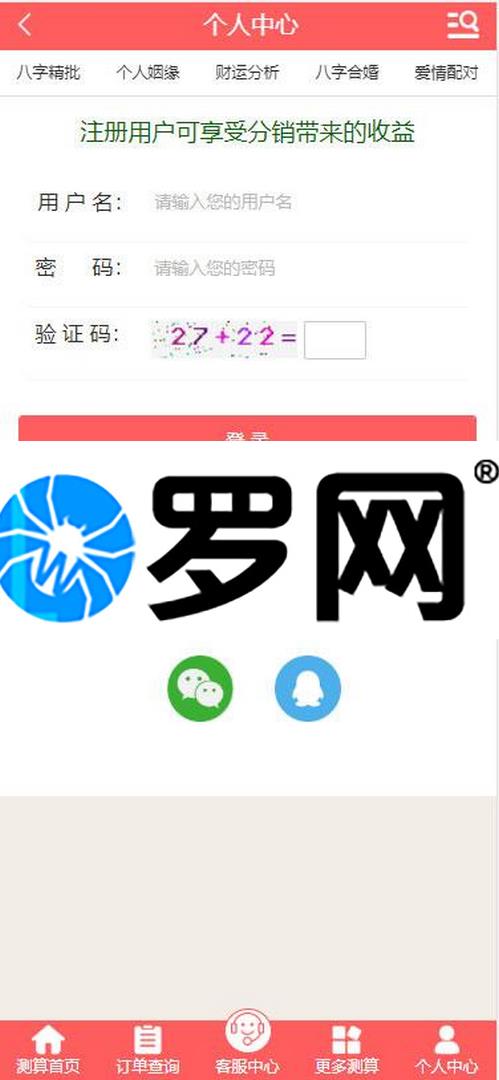 个人中心
八字精批 个人姻缘 财运分析 八字合婚 爱情配对
注册用户可享受分销带来的收益
用户名： 请输入您的用户名
密 码： 请输入您的密码
验证码： 27+22=
登录
罗网®
测算首页 订单查询 客服中心 更多测算 个人中心